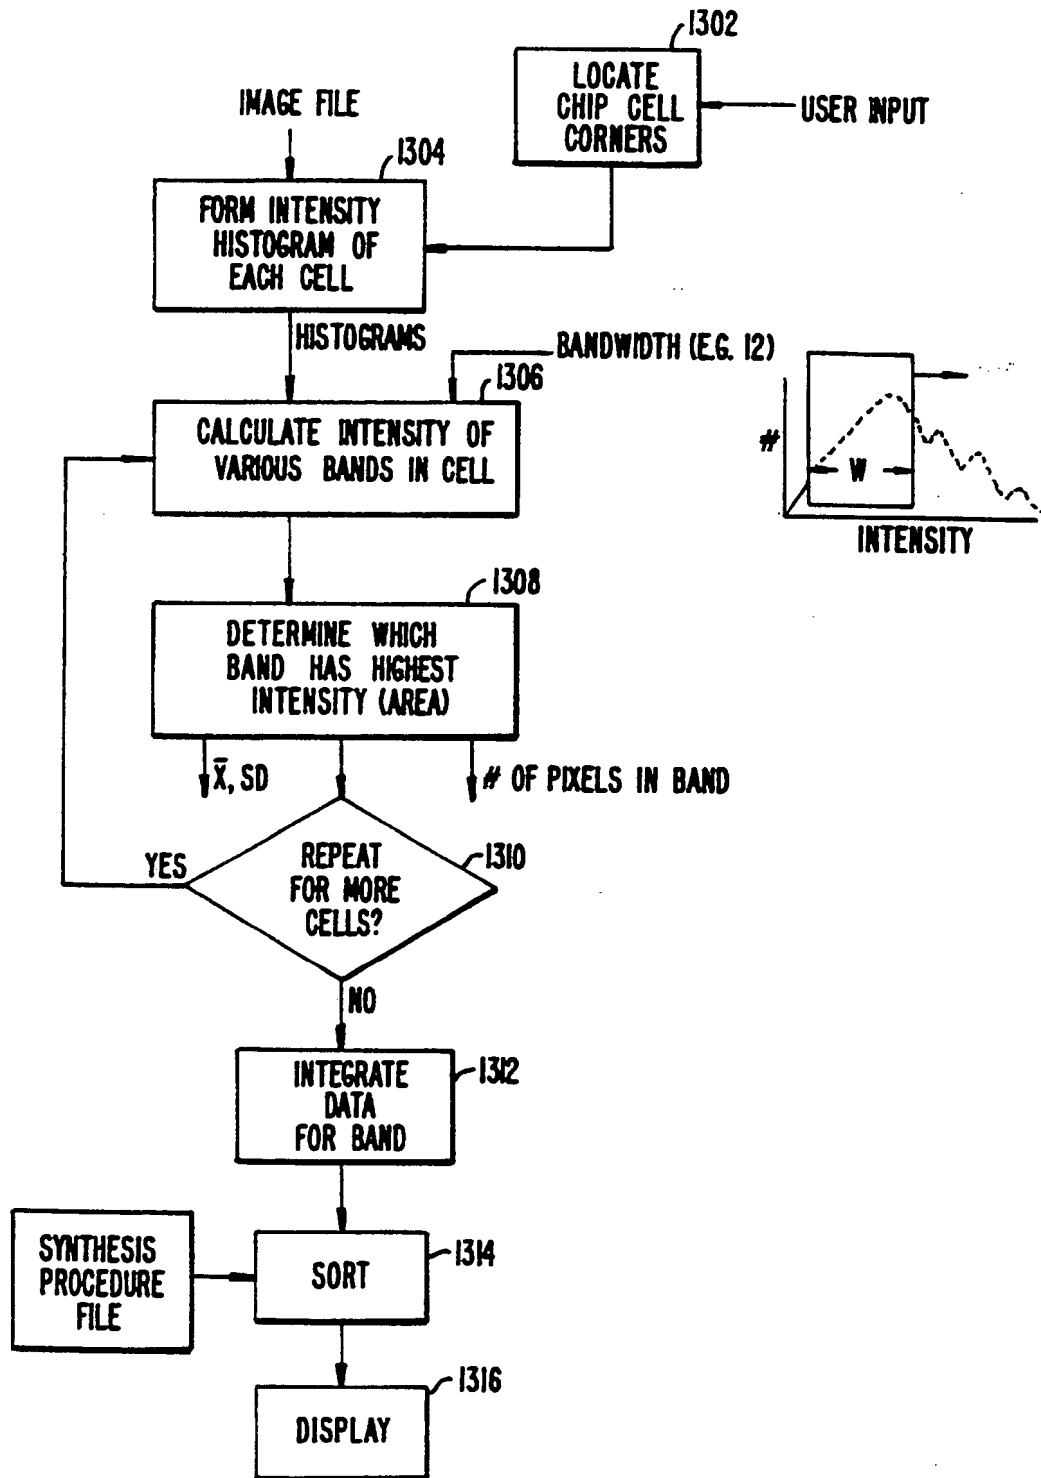 1302
LOCATE
CHIP CELL
CORNERS
USER INPUT
IMAGE FILE
1304
FORM INTENSITY
HISTOGRAM OF
EACH CELL
HISTOGRAMS
BANDWIDTH (E.G. 12)
1306
CALCULATE INTENSITY OF
VARIOUS BANDS IN CELL
#
W
INTENSITY
1308
DETERMINE WHICH
BAND HAS HIGHEST
INTENSITY (AREA)
X̅, SD
# OF PIXELS IN BAND
1310
REPEAT
FOR MORE
CELLS?
YES
NO
1312
INTEGRATE
DATA
FOR BAND
1314
SORT
SYNTHESIS
PROCEDURE
FILE
1316
DISPLAY